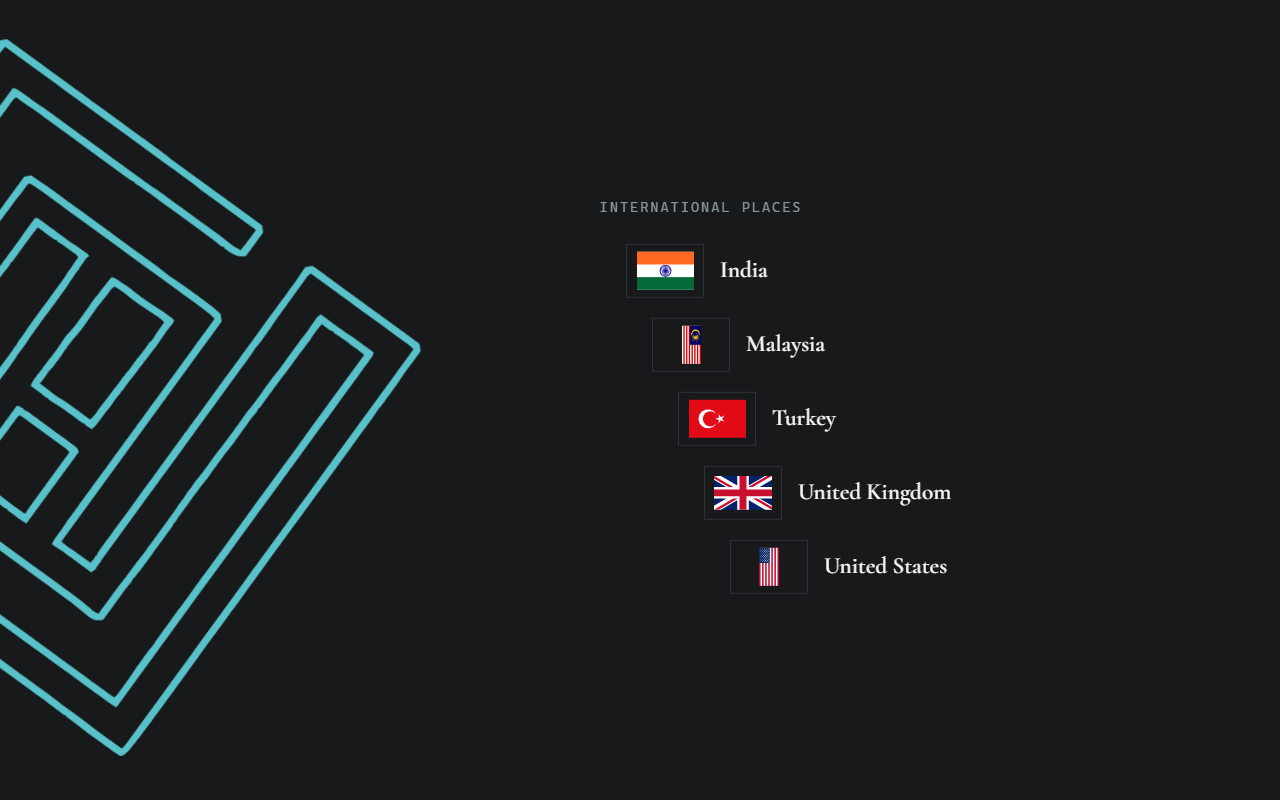 INTERNATIONAL PLACES
India
Malaysia
Turkey
United Kingdom
United States